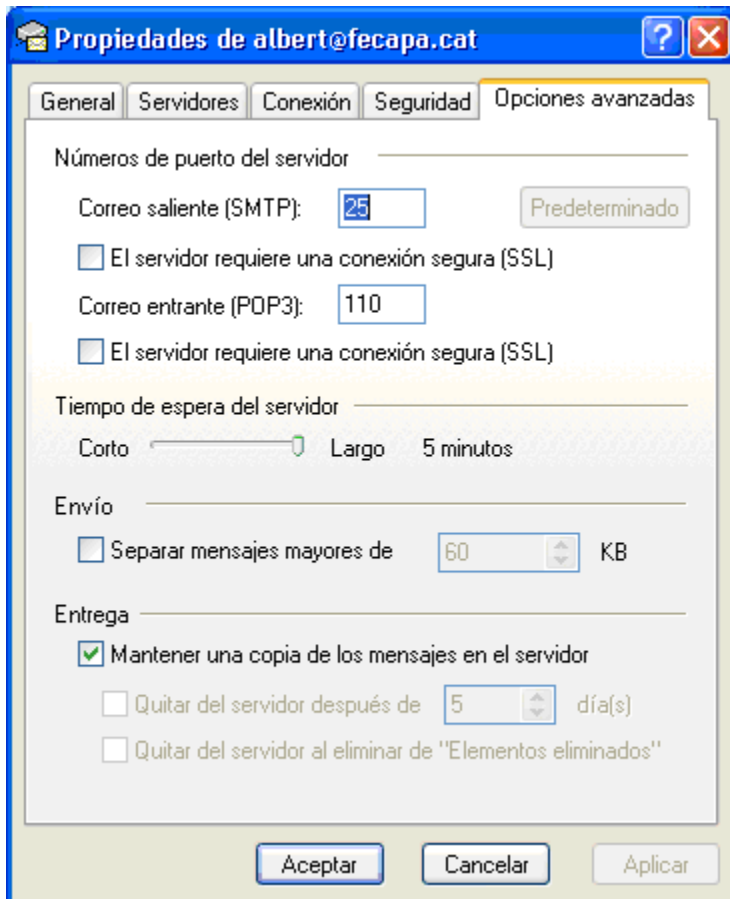 Propiedades de albert@fecapa.cat
General Servidores Conexión Seguridad Opciones avanzadas
Números de puerto del servidor
Correo saliente (SMTP): 25 Predeterminado
El servidor requiere una conexión segura (SSL)
Correo entrante (POP3): 110
El servidor requiere una conexión segura (SSL)
Tiempo de espera del servidor
Corto Largo 5 minutos
Envío
Separar mensajes mayores de 60 KB
Entrega
Mantener una copia de los mensajes en el servidor
Quitar del servidor después de 5 día(s)
Quitar del servidor al eliminar de "Elementos eliminados"
Aceptar Cancelar Aplicar